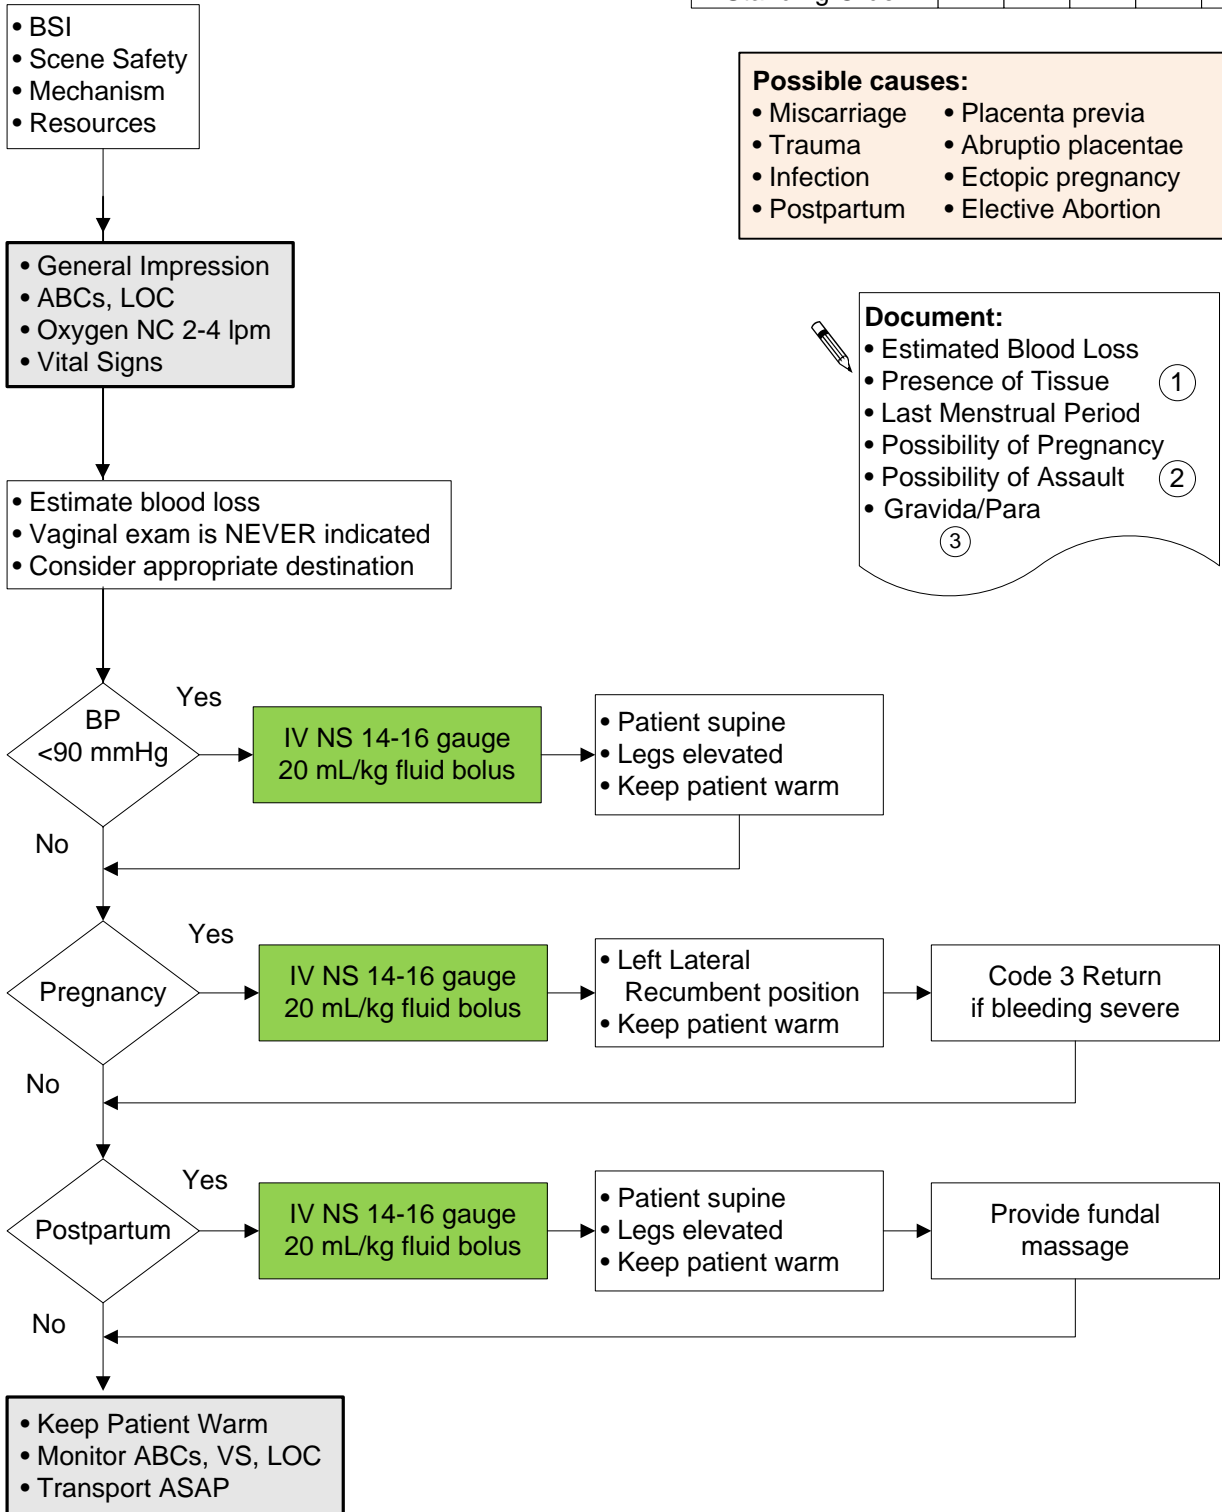 • BSI
• Scene Safety
• Mechanism
• Resources
Possible causes:
• Miscarriage • Placenta previa
• Trauma • Abruptio placentae
• Infection • Ectopic pregnancy
• Postpartum • Elective Abortion
• General Impression
• ABCs, LOC
• Oxygen NC 2-4 lpm
• Vital Signs
Document:
• Estimated Blood Loss
• Presence of Tissue 1
• Last Menstrual Period
• Possibility of Pregnancy
• Possibility of Assault 2
• Gravida/Para
3
• Estimate blood loss
• Vaginal exam is NEVER indicated
• Consider appropriate destination
BP
<90 mmHg
Yes
IV NS 14-16 gauge
20 mL/kg fluid bolus
• Patient supine
• Legs elevated
• Keep patient warm
No
Pregnancy
Yes
IV NS 14-16 gauge
20 mL/kg fluid bolus
• Left Lateral
Recumbent position
• Keep patient warm
Code 3 Return
if bleeding severe
No
Postpartum
Yes
IV NS 14-16 gauge
20 mL/kg fluid bolus
• Patient supine
• Legs elevated
• Keep patient warm
Provide fundal
massage
No
• Keep Patient Warm
• Monitor ABCs, VS, LOC
• Transport ASAP